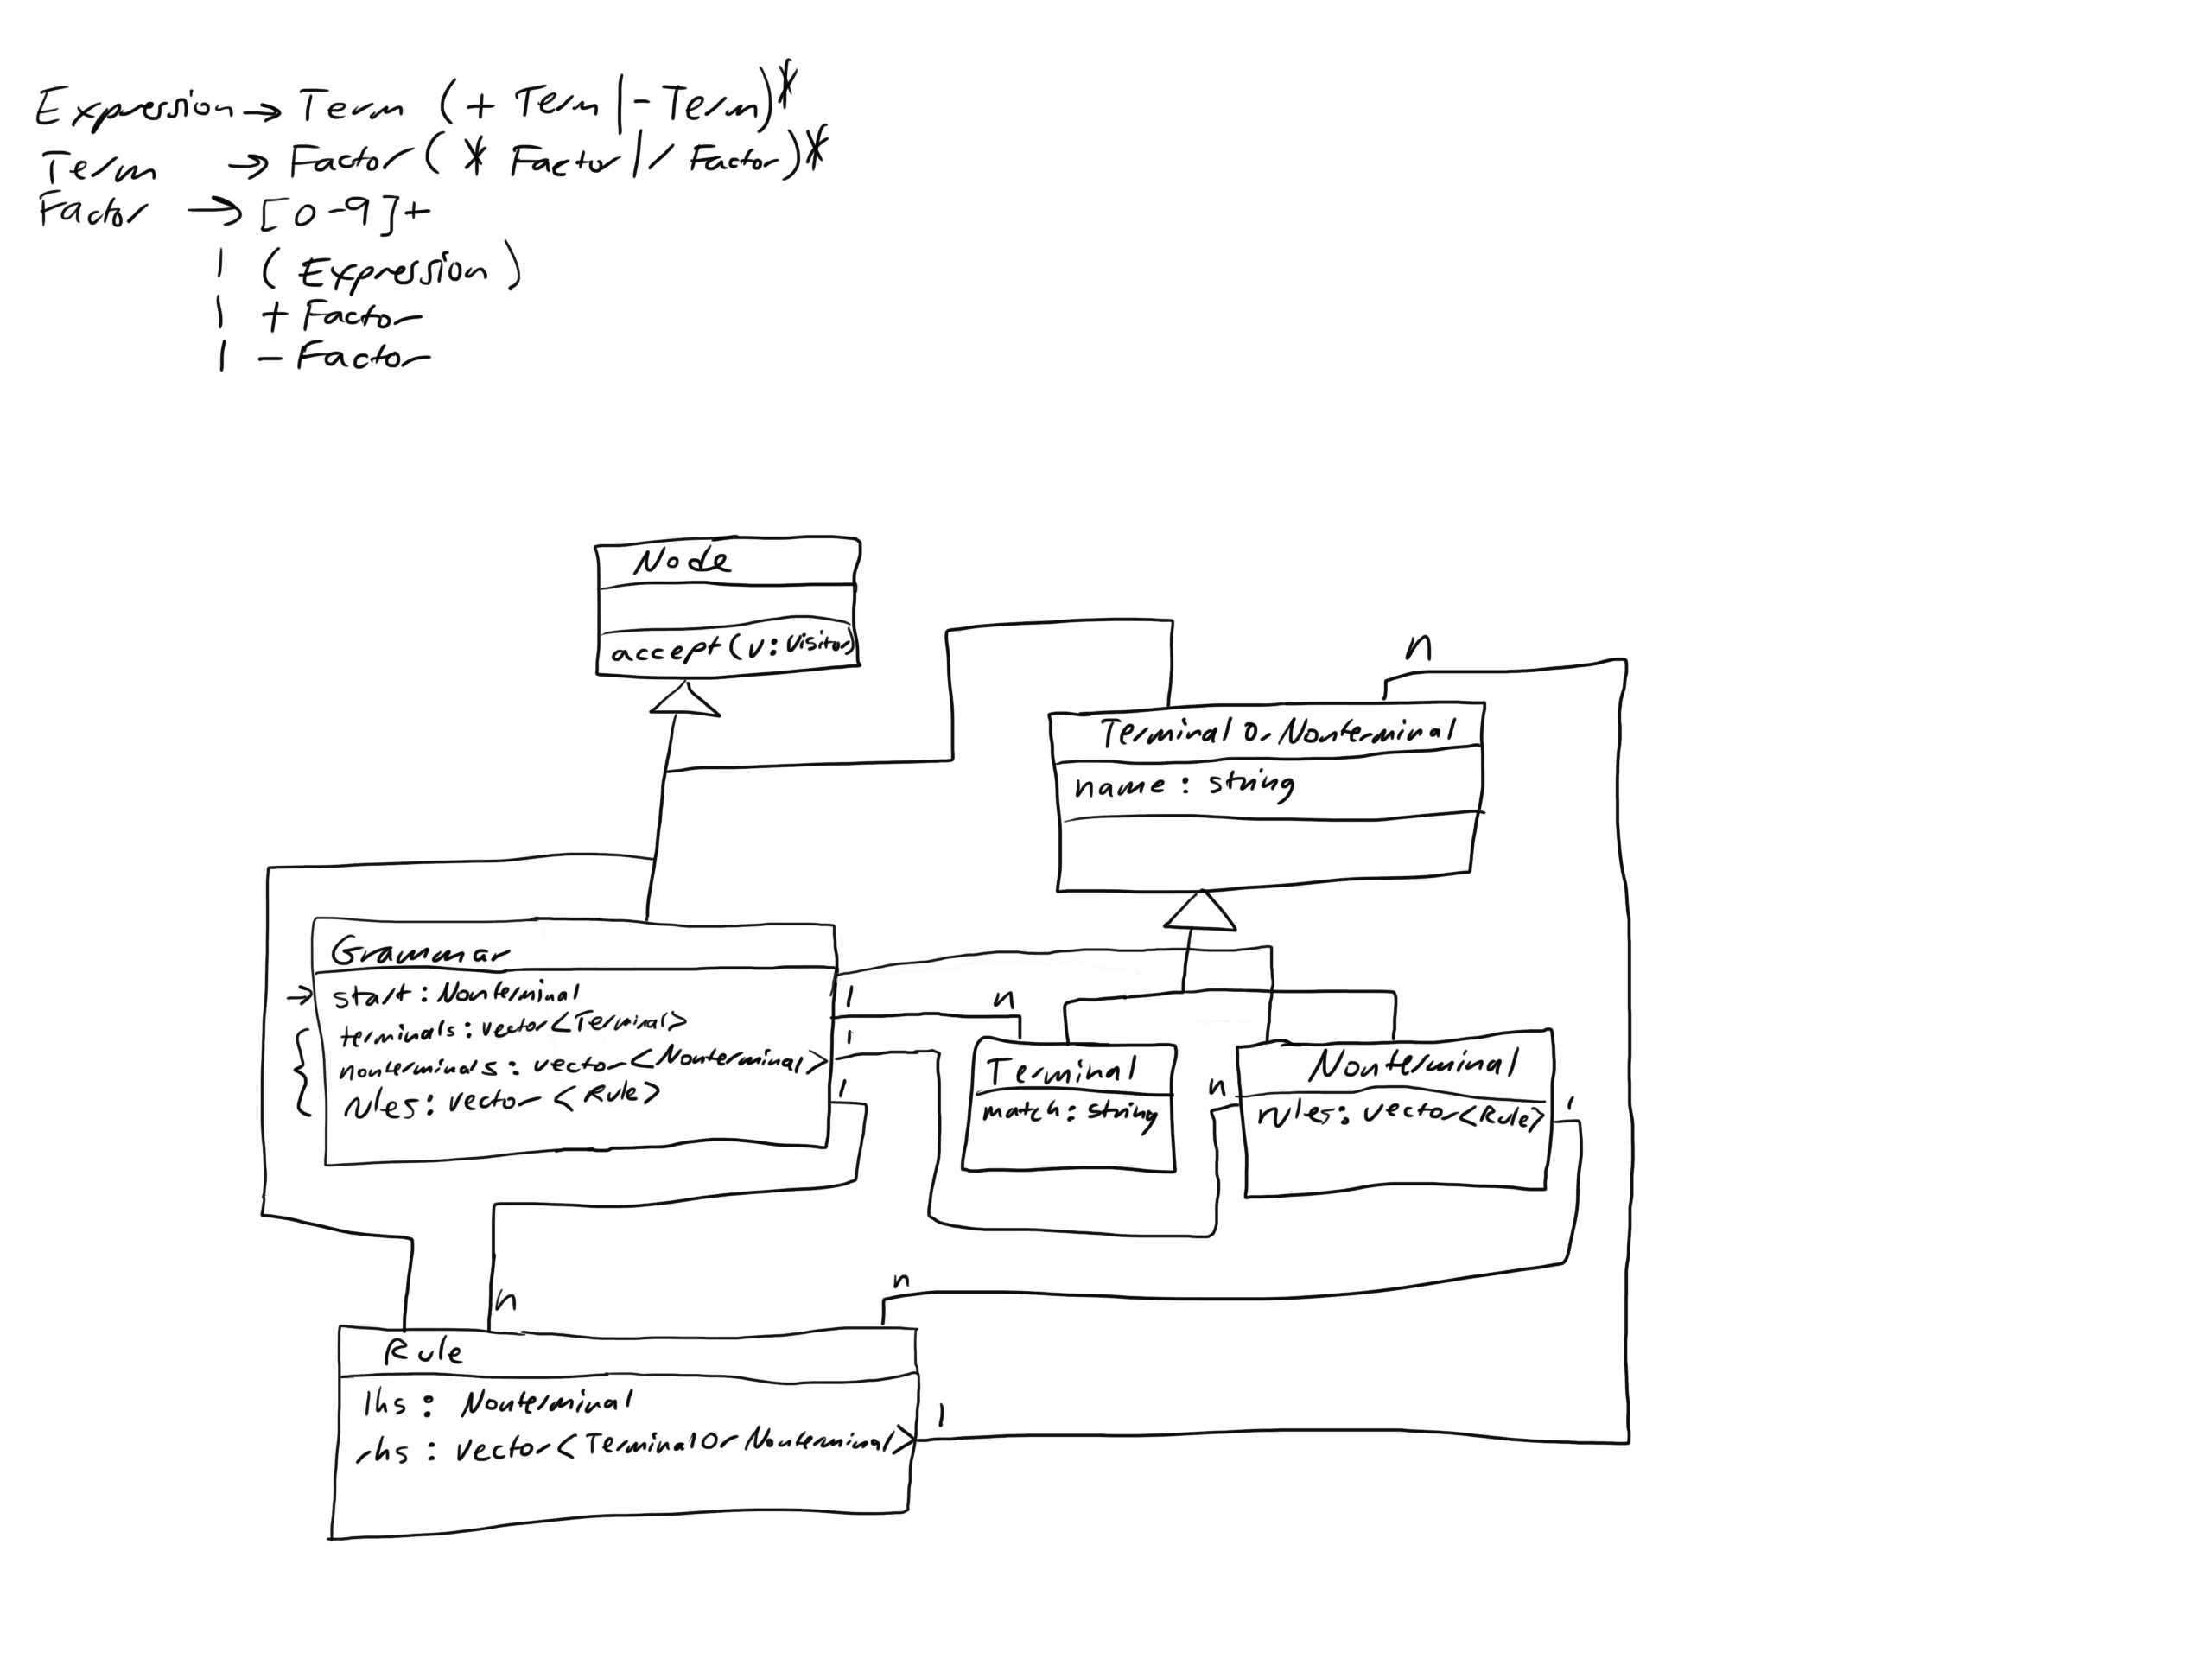 Expression → Term (+ Term | - Term)*
Term → Factor (* Factor | / Factor)*
Factor → [0-9]+
| (Expression)
| + Factor
| - Factor
Node
accept(v: Visitor)
n
TerminalOrNonterminal
name: string
Grammar
→ start: Nonterminal
{ terminals: vector<Terminal>
nonterminals: vector<Nonterminal>
rules: vector<Rule>
1
n
1
1
Terminal
match: string
n
Nonterminal
rules: vector<Rule>
1
n
n
Rule
lhs: Nonterminal
rhs: vector<TerminalOrNonterminal>
1